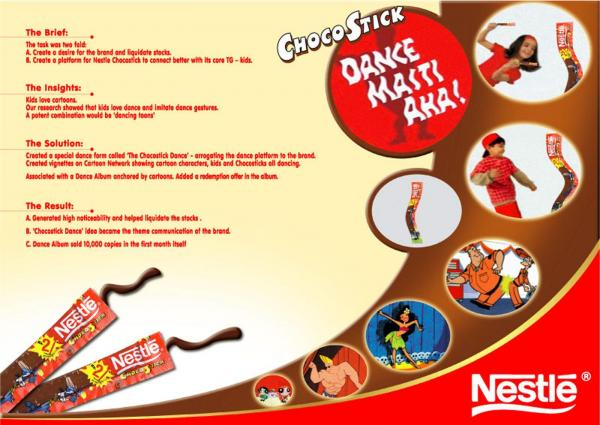 The Brief:
The task was two fold:
A. Create a desire for the brand and liquidate stocks.
B. Create a platform for Nestle Chocostick to connect better with its core TG - kids.
The Insights:
Kids love cartoons.
Our research showed that kids love dance and imitate dance gestures.
A potent combination would be 'dancing toons'
The Solution:
Created a special dance form called 'The Chocostick Dance' - arrogating the dance platform to the brand.
Created vignettes on Cartoon Network showing cartoon characters, kids and Chocosticks all dancing.
Associated with a Dance Album anchored by cartoons. Added a redemption offer in the album.
The Result:
A. Generated high noticeability and helped liquidate the stocks .
B. 'Chocostick Dance' idea became the theme communication of the brand.
C. Dance Album sold 10,000 copies in the first month itself
CHOCOSTICK
DANCE
MASTI
AHA!
Nestlé
CHOCOSTICK
Nestlé
CHOCOSTICK
Nestlé®